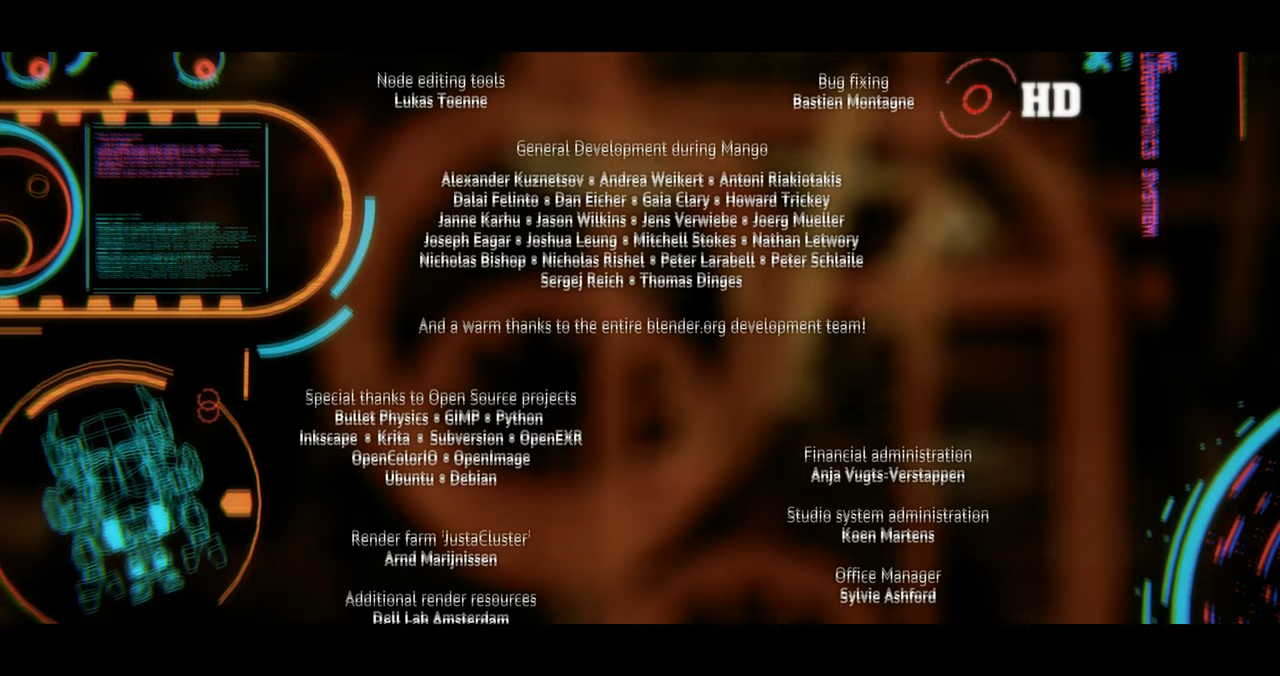 Node editing tools
Lukas Toenne
Bug fixing
Bastien Montagne
HD
General Development during Mango
Alexander Kuznetsov • Andrea Weikert • Antoni Riakiotakis
Dalai Felinto • Dan Eicher • Gaia Clary • Howard Trickey
Janne Karhu • Jason Wilkins • Jens Verwiebe • Joerg Mueller
Joseph Eagar • Joshua Leung • Mitchell Stokes • Nathan Letwory
Nicholas Bishop • Nicholas Rishel • Peter Larabell • Peter Schlaile
Sergej Reich • Thomas Dinges
And a warm thanks to the entire blender.org development team!
Special thanks to Open Source projects
Bullet Physics • GIMP • Python
Inkscape • Krita • Subversion • OpenEXR
OpenColorIO • OpenImage
Ubuntu • Debian
Render farm 'JustaCluster'
Arnd Marijnissen
Additional render resources
Dell Lab Amsterdam
Financial administration
Anja Vugts-Verstappen
Studio system administration
Koen Martens
Office Manager
Sylvie Ashford
SYSTEM